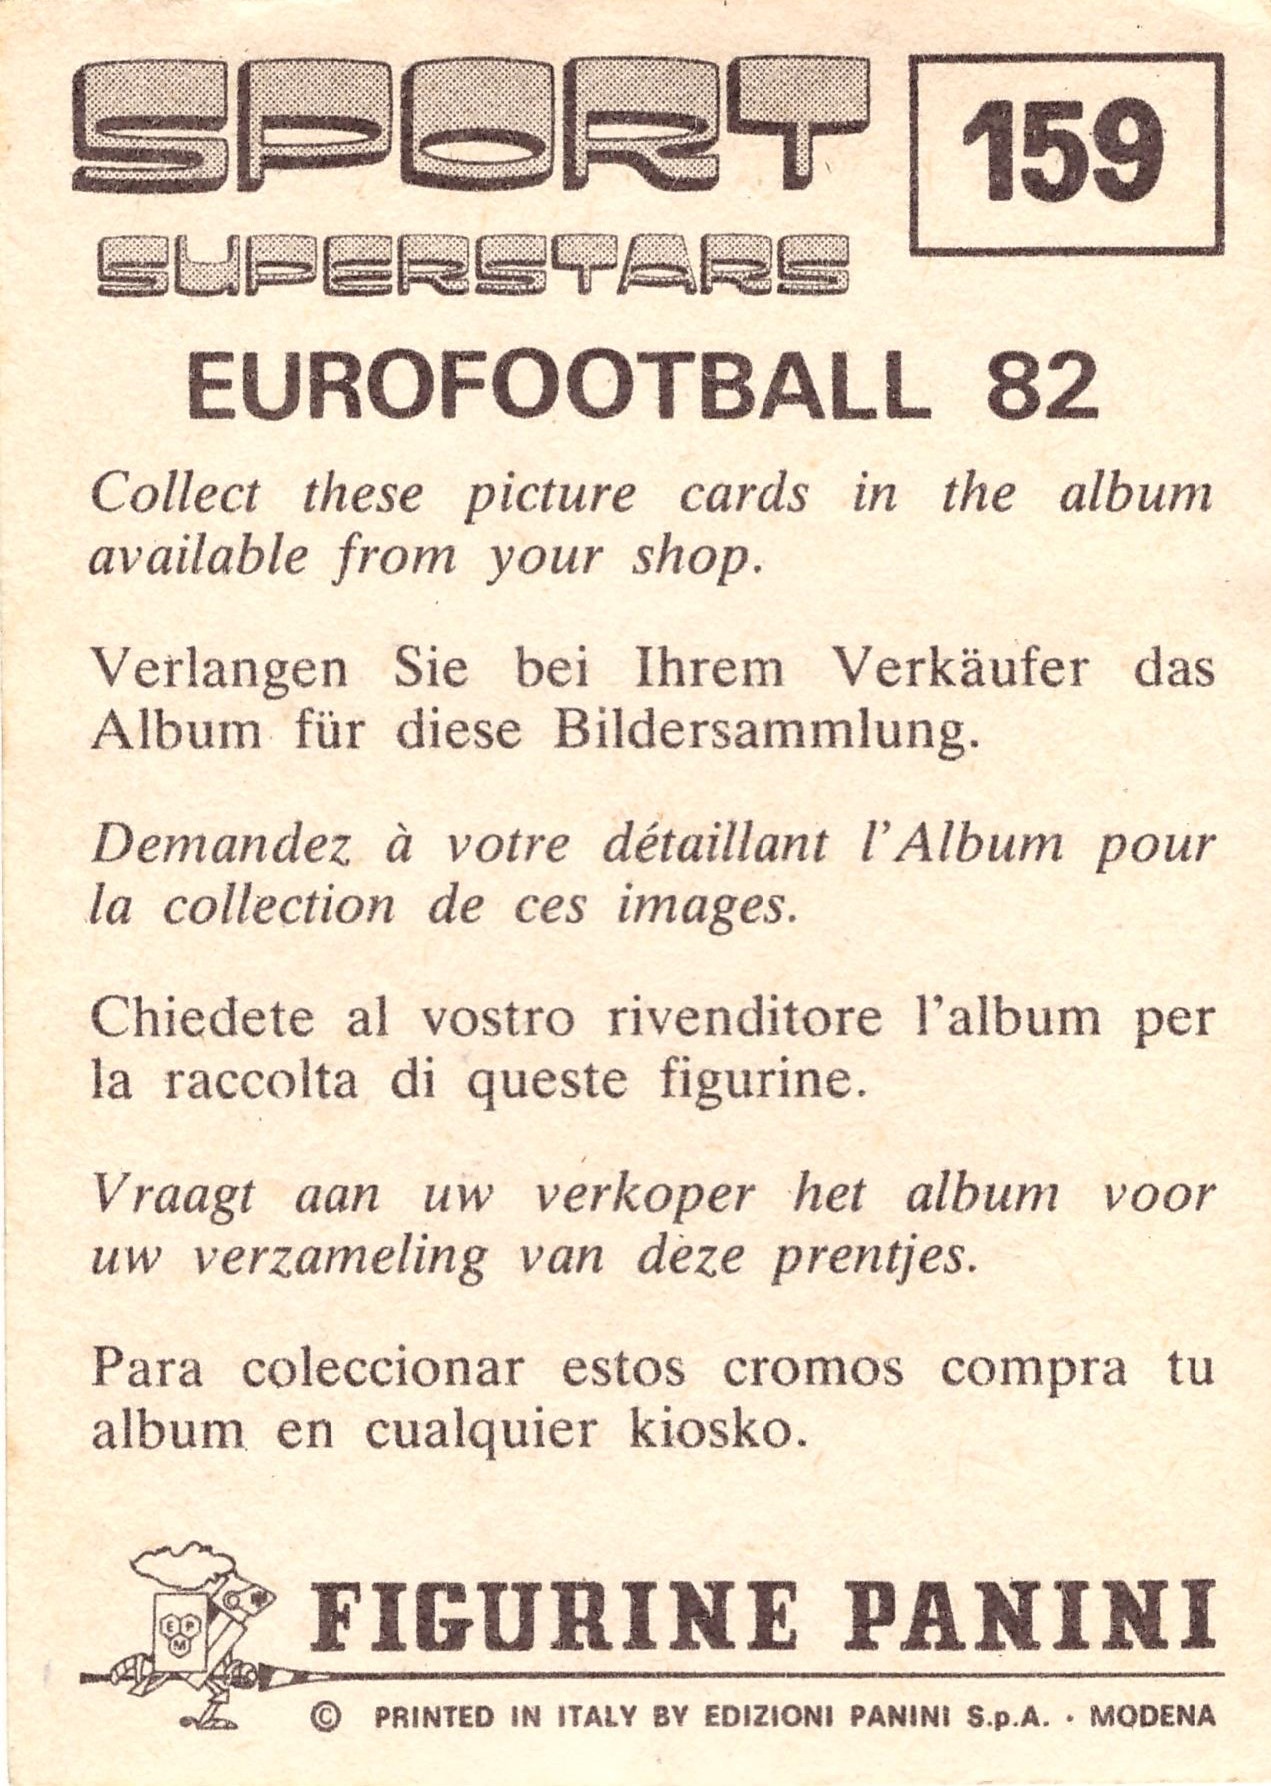 SPORT
159
SUPERSTARS
EUROFOOTBALL 82
Collect these picture cards in the album
available from your shop.
Verlangen Sie bei Ihrem Verkäufer das
Album für diese Bildersammlung.
Demandez à votre détaillant l'Album pour
la collection de ces images.
Chiedete al vostro rivenditore l'album per
la raccolta di queste figurine.
Vraagt aan uw verkoper het album voor
uw verzameling van deze prentjes.
Para coleccionar estos cromos compra tu
album en cualquier kiosko.
EPM
FIGURINE PANINI
© PRINTED IN ITALY BY EDIZIONI PANINI S.p.A. · MODENA